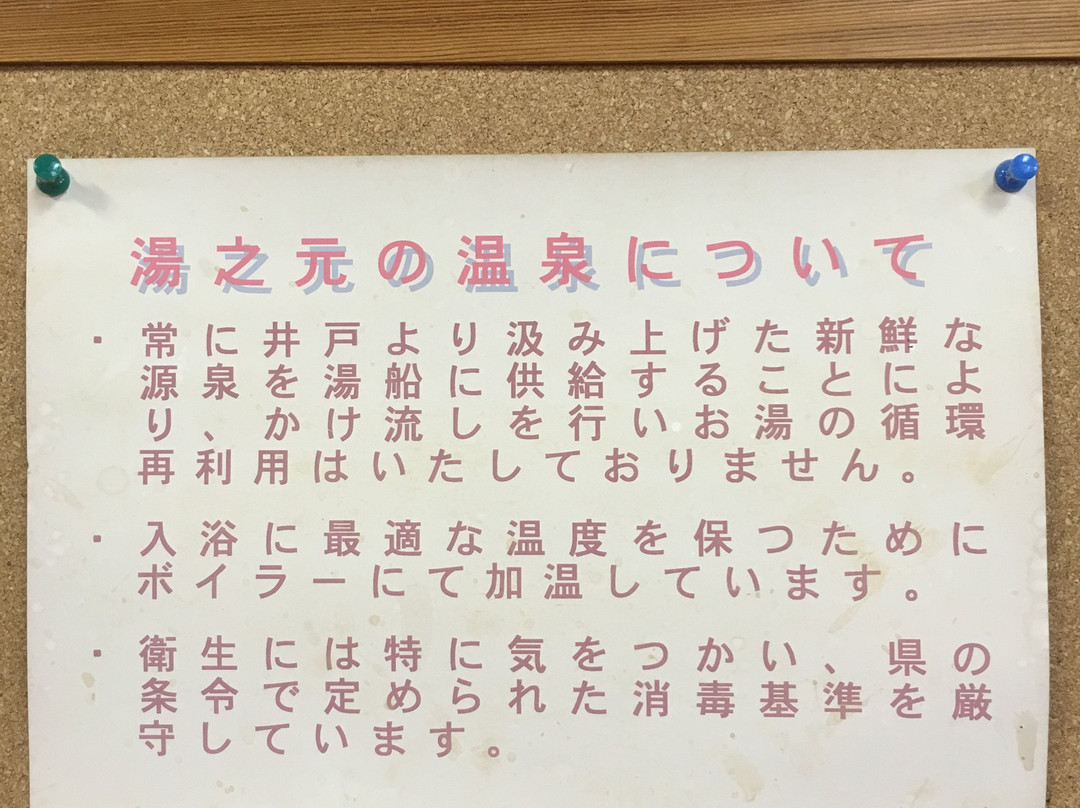 湯之元の温泉について
・常に井戸より汲み上げた新鮮な
源泉を湯船に供給することによ
り、かけ流しを行いお湯の循環
再利用はいたしておりません。
・入浴に最適な温度を保つために
ボイラーにて加温しています。
・衛生には特に気をつかい、県の
条令で定められた消毒基準を厳
守しています。